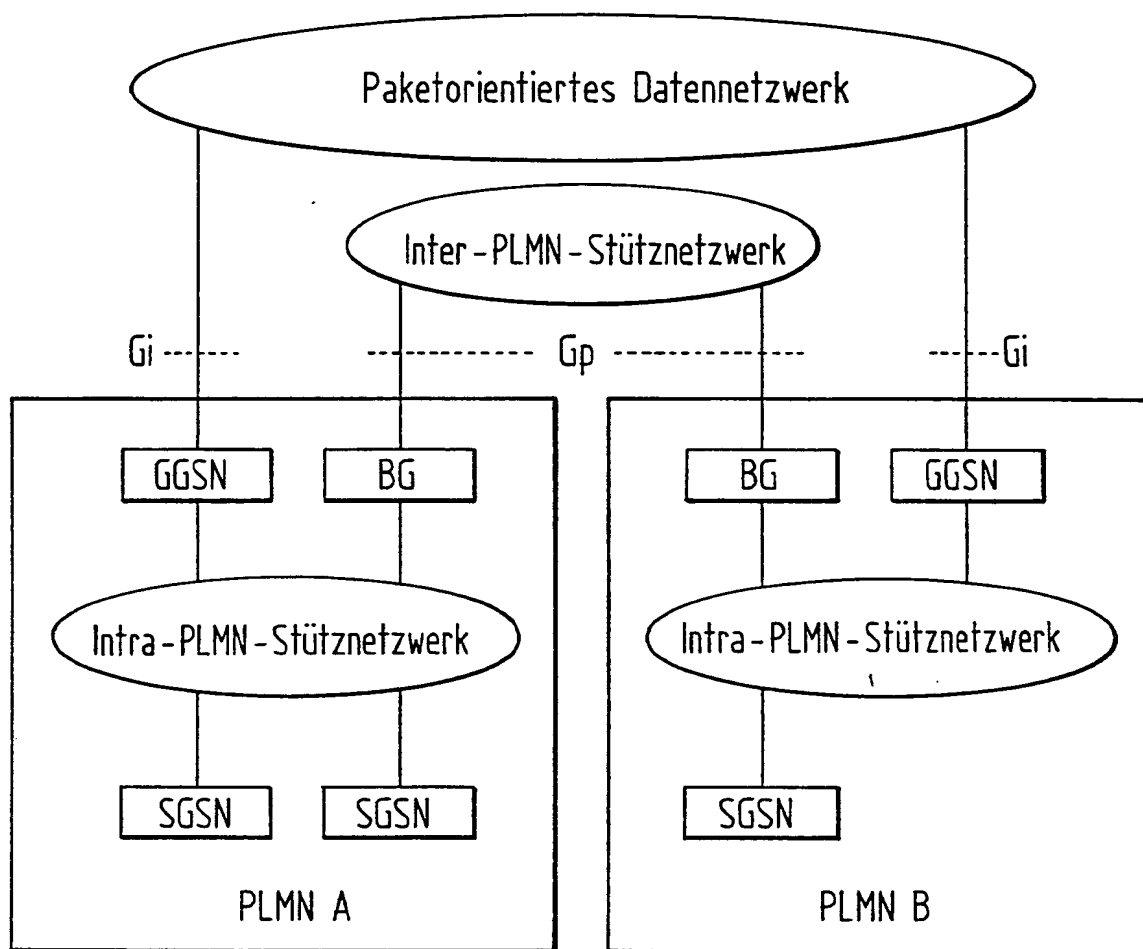 Paketorientiertes Datennetzwerk
Inter-PLMN-Stütznetzwerk
Gi
Gp
Gi
GGSN
BG
BG
GGSN
Intra-PLMN-Stütznetzwerk
Intra-PLMN-Stütznetzwerk
SGSN
SGSN
SGSN
PLMN A
PLMN B